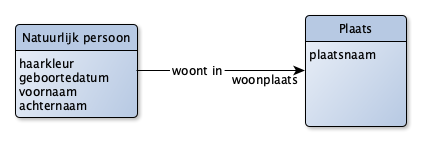 Natuurlijk persoon
haarkleur
geboortedatum
voornaam
achternaam
woont in
woonplaats
Plaats
plaatsnaam